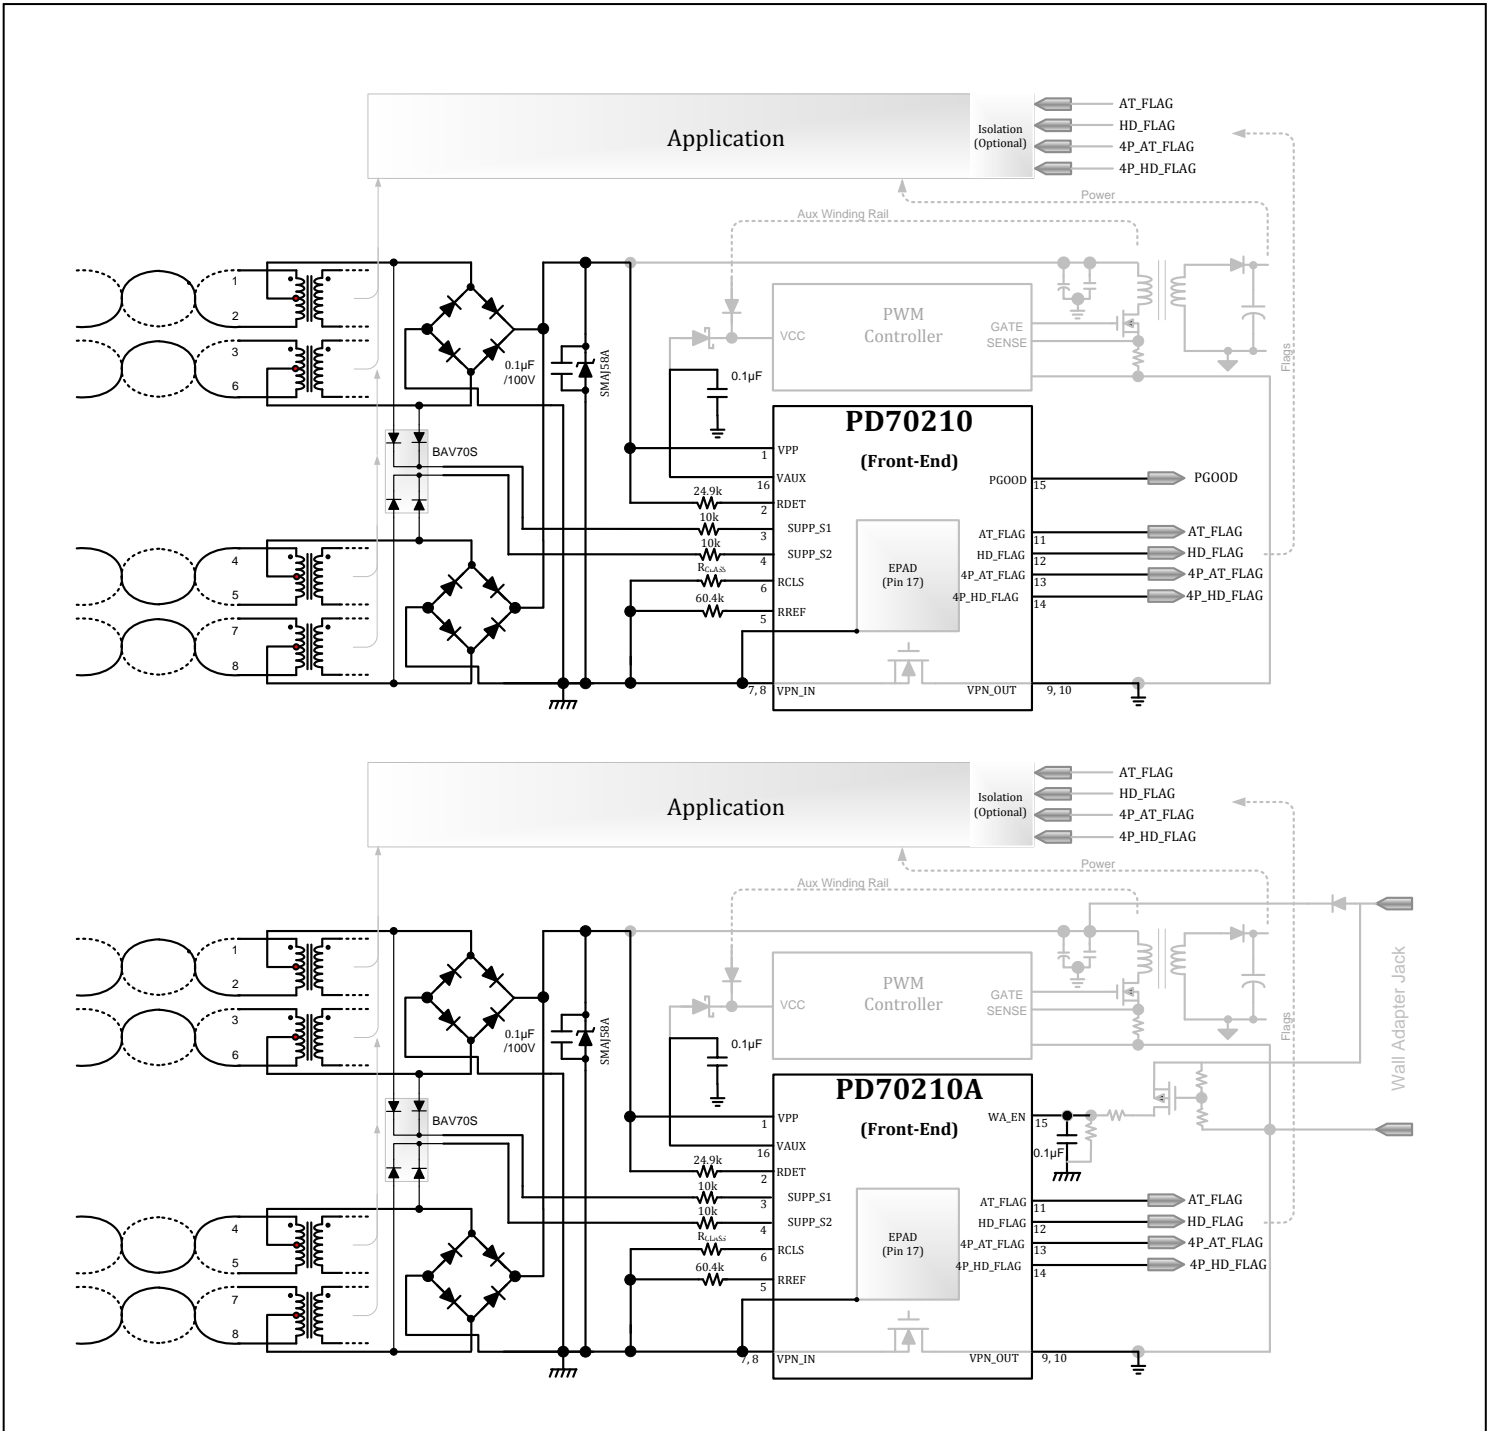 Application
Isolation
(Optional)
AT_FLAG
HD_FLAG
4P_AT_FLAG
4P_HD_FLAG
Power
Aux Winding Rail
1
2
3
6
0.1µF
/100V
SMAJ58A
PWM
Controller
VCC
GATE
SENSE
Flags
0.1µF
BAV70S
PD70210
(Front-End)
VPP
1
VAUX
16
24.9k
RDET
2
10k
SUPP_S1
3
10k
SUPP_S2
4
RCLASS
RCLS
6
60.4k
RREF
5
PGOOD
15
PGOOD
AT_FLAG
11
AT_FLAG
HD_FLAG
12
HD_FLAG
4P_AT_FLAG
13
4P_AT_FLAG
4P_HD_FLAG
14
4P_HD_FLAG
EPAD
(Pin 17)
4
5
7
8
7, 8
VPN_IN
VPN_OUT
9, 10
Application
Isolation
(Optional)
AT_FLAG
HD_FLAG
4P_AT_FLAG
4P_HD_FLAG
Power
Aux Winding Rail
1
2
3
6
0.1µF
/100V
SMAJ58A
PWM
Controller
VCC
GATE
SENSE
Flags
Wall Adapter Jack
0.1µF
BAV70S
PD70210A
(Front-End)
VPP
1
VAUX
16
24.9k
RDET
2
10k
SUPP_S1
3
10k
SUPP_S2
4
RCLASS
RCLS
6
60.4k
RREF
5
WA_EN
15
0.1µF
AT_FLAG
11
AT_FLAG
HD_FLAG
12
HD_FLAG
4P_AT_FLAG
13
4P_AT_FLAG
4P_HD_FLAG
14
4P_HD_FLAG
EPAD
(Pin 17)
4
5
7
8
7, 8
VPN_IN
VPN_OUT
9, 10